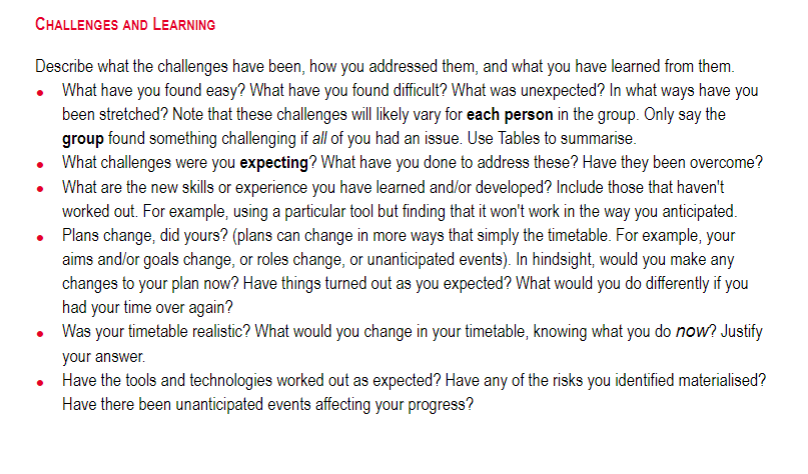 CHALLENGES AND LEARNING
Describe what the challenges have been, how you addressed them, and what you have learned from them.
• What have you found easy? What have you found difficult? What was unexpected? In what ways have you
been stretched? Note that these challenges will likely vary for each person in the group. Only say the
group found something challenging if all of you had an issue. Use Tables to summarise.
• What challenges were you expecting? What have you done to address these? Have they been overcome?
• What are the new skills or experience you have learned and/or developed? Include those that haven't
worked out. For example, using a particular tool but finding that it won't work in the way you anticipated.
• Plans change, did yours? (plans can change in more ways that simply the timetable. For example, your
aims and/or goals change, or roles change, or unanticipated events). In hindsight, would you make any
changes to your plan now? Have things turned out as you expected? What would you do differently if you
had your time over again?
• Was your timetable realistic? What would you change in your timetable, knowing what you do now? Justify
your answer.
• Have the tools and technologies worked out as expected? Have any of the risks you identified materialised?
Have there been unanticipated events affecting your progress?